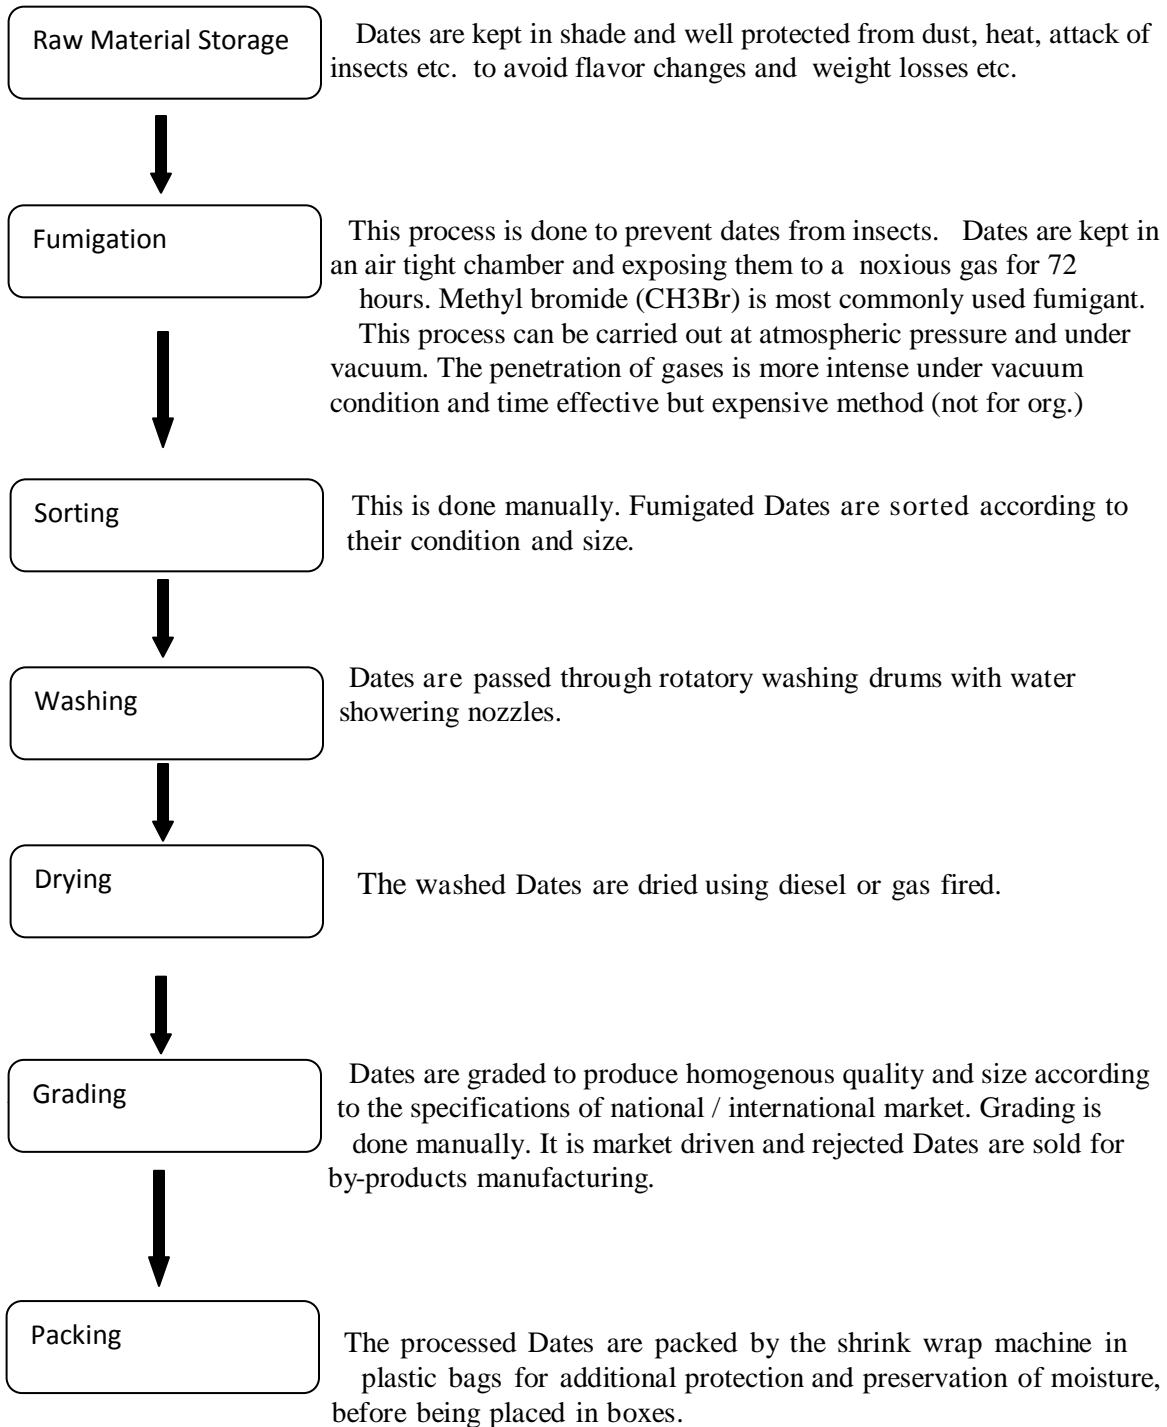 Raw Material Storage
Dates are kept in shade and well protected from dust, heat, attack of
insects etc. to avoid flavor changes and weight losses etc.
Fumigation
This process is done to prevent dates from insects. Dates are kept in
an air tight chamber and exposing them to a noxious gas for 72
hours. Methyl bromide (CH3Br) is most commonly used fumigant.
This process can be carried out at atmospheric pressure and under
vacuum. The penetration of gases is more intense under vacuum
condition and time effective but expensive method (not for org.)
Sorting
This is done manually. Fumigated Dates are sorted according to
their condition and size.
Washing
Dates are passed through rotatory washing drums with water
showering nozzles.
Drying
The washed Dates are dried using diesel or gas fired.
Grading
Dates are graded to produce homogenous quality and size according
to the specifications of national / international market. Grading is
done manually. It is market driven and rejected Dates are sold for
by-products manufacturing.
Packing
The processed Dates are packed by the shrink wrap machine in
plastic bags for additional protection and preservation of moisture,
before being placed in boxes.